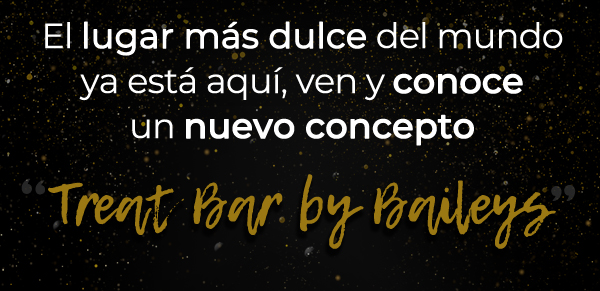 El lugar más dulce del mundo
ya está aquí, ven y conoce
un nuevo concepto
“Treat Bar by Baileys”